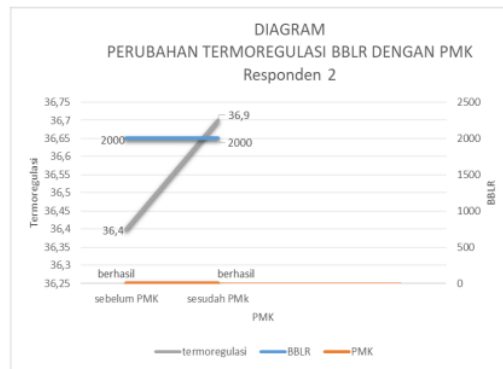 DIAGRAM
PERUBAHAN TERMOREGULASI BBLR DENGAN PMK
Responden 2
36,75
36,7
36,65
36,6
36,55
36,5
36,45
36,4
36,35
36,3
36,25
Termoregulasi
2500
2000
1500
1000
500
0
BBLR
36,9
2000
2000
36,4
berhasil
berhasil
sebelum PMK
sesudah PMk
PMK
termoregulasi
BBLR
PMK